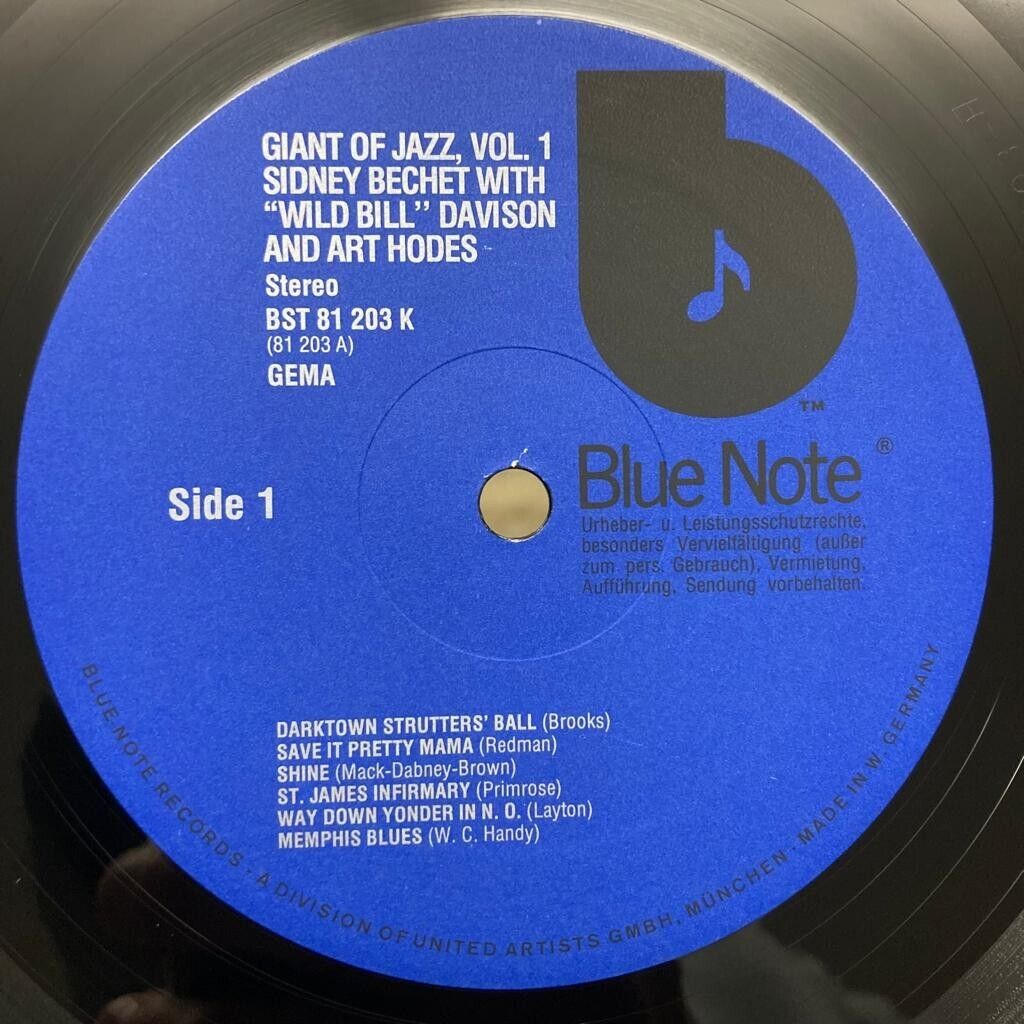 GIANT OF JAZZ, VOL. 1
SIDNEY BECHET WITH
“WILD BILL” DAVISON
AND ART HODES
Stereo
BST 81 203 K
(81 203 A)
GEMA
TM
Blue Note ®
Urheber- u. Leistungsschutzrechte,
besonders Vervielfältigung (außer
zum pers. Gebrauch), Vermietung,
Aufführung, Sendung vorbehalten.
Side 1
DARKTOWN STRUTTERS’ BALL (Brooks)
SAVE IT PRETTY MAMA (Redman)
SHINE (Mack-Dabney-Brown)
ST. JAMES INFIRMARY (Primrose)
WAY DOWN YONDER IN N. O. (Layton)
MEMPHIS BLUES (W. C. Handy)
BLUE NOTE RECORDS · A DIVISION OF UNITED ARTISTS GMBH, MÜNCHEN · MADE IN W. GERMANY